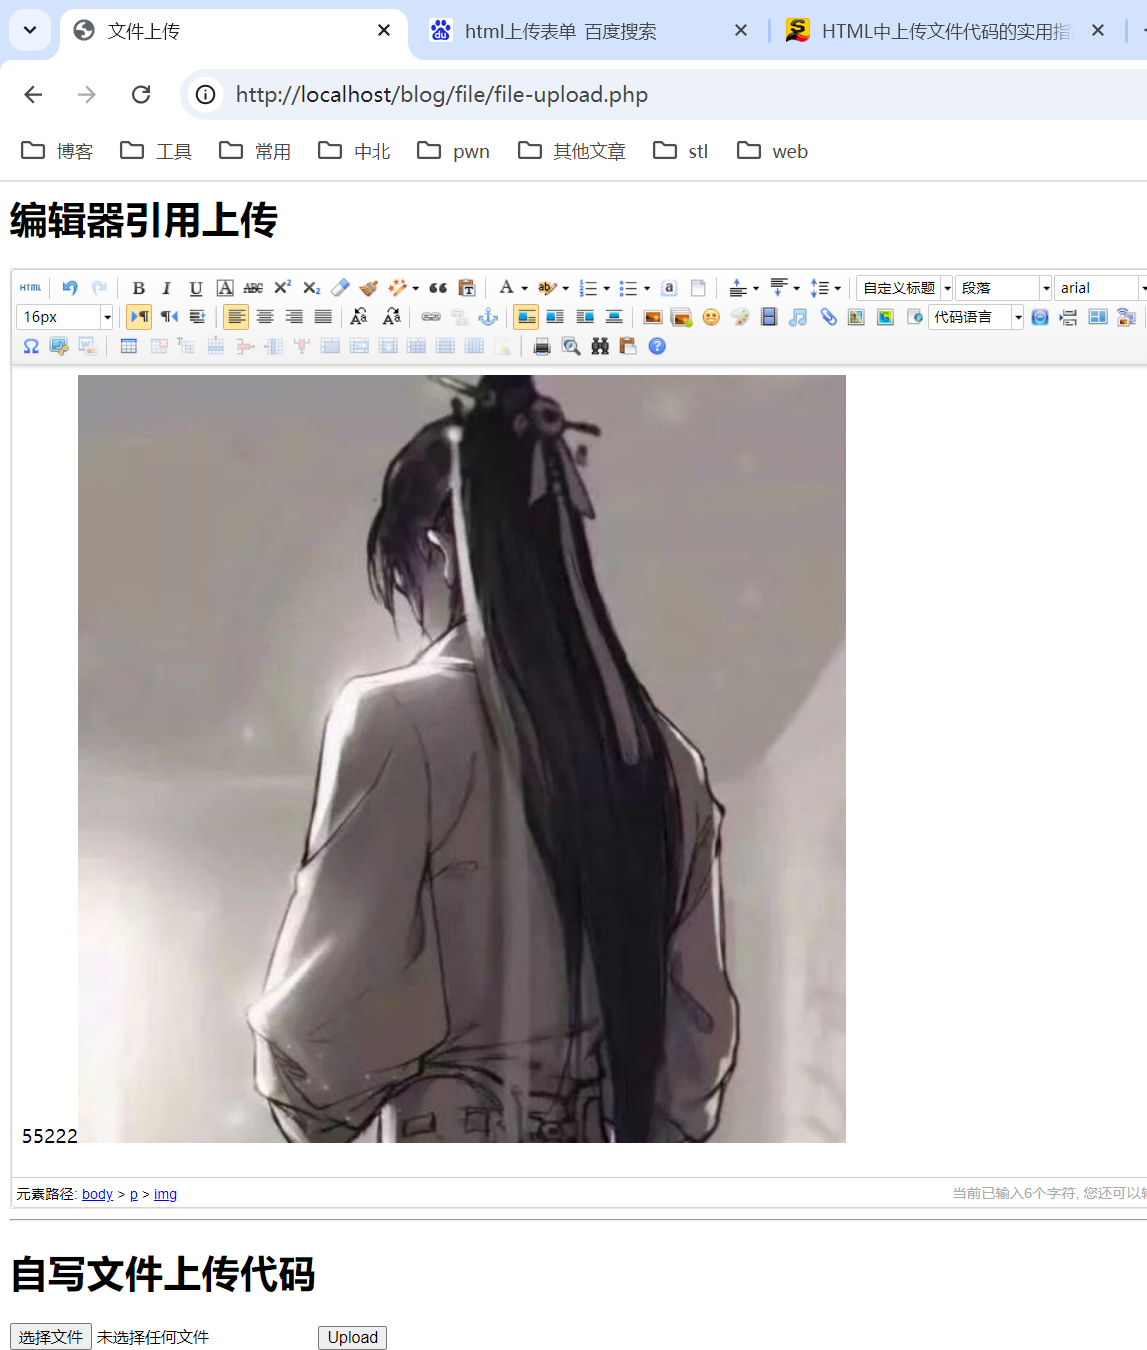 文件上传
html上传表单 百度搜索
HTML中上传文件代码的实用指
http://localhost/blog/file/file-upload.php
博客 工具 常用 中北 pwn 其他文章 stl web
编辑器引用上传
HTML B I U A ABC X² X₂ A ab a 自定义标题 段落 arial
16px 代码语言
55222
元素路径: body > p > img
当前已输入6个字符, 您还可以
自写文件上传代码
选择文件 未选择任何文件 Upload